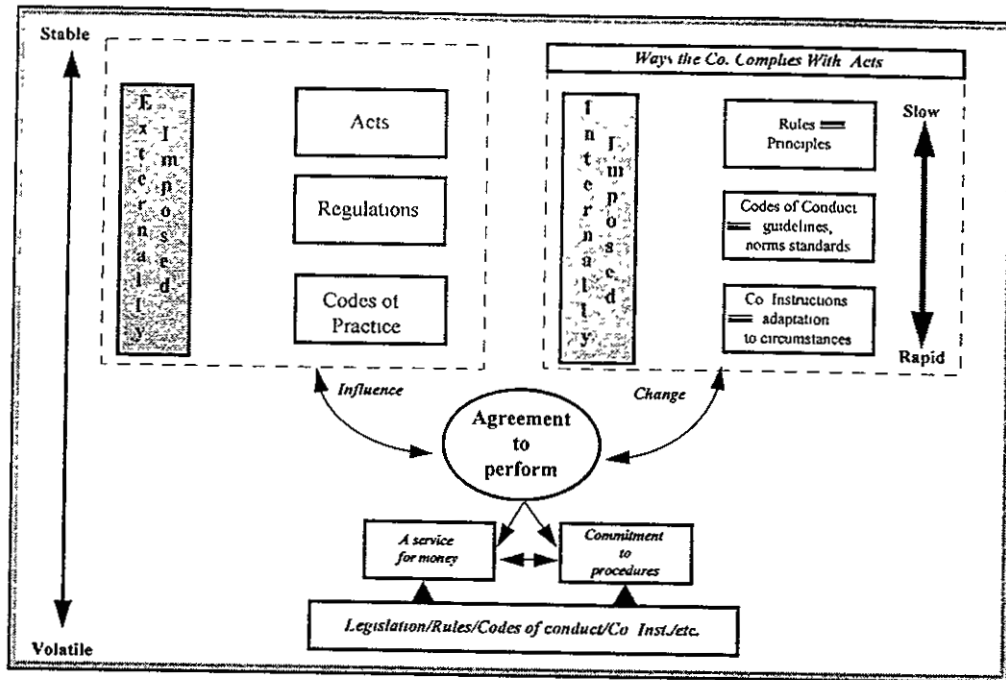 Stable
Externally
Imposed
Acts
Regulations
Codes of
Practice
Ways the Co. Complies With Acts
Internally
Imposed
Rules =
Principles
Codes of Conduct
= guidelines,
norms standards
Co Instructions
= adaptation
to circumstances
Slow
Rapid
Influence
Change
Agreement
to
perform
A service
for money
Commitment
to
procedures
Legislation/Rules/Codes of conduct/Co Inst./etc.
Volatile